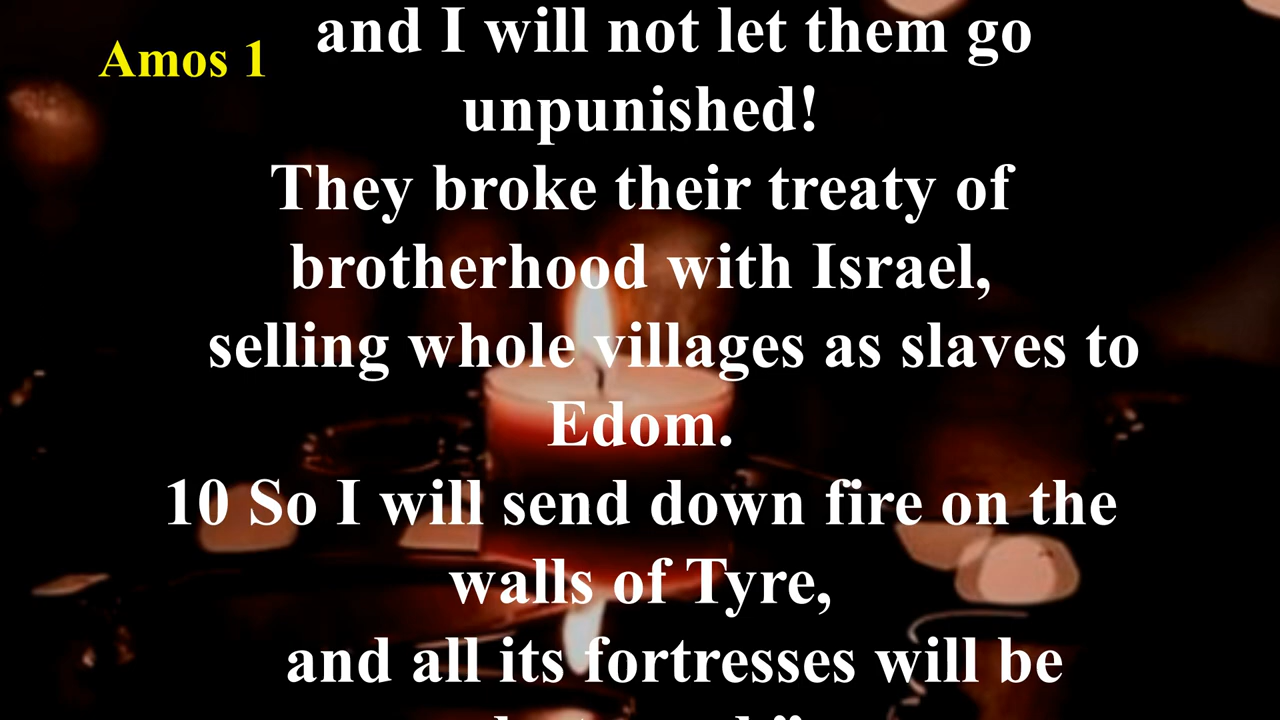 Amos 1
and I will not let them go
unpunished!
They broke their treaty of
brotherhood with Israel,
selling whole villages as slaves to
Edom.
10 So I will send down fire on the
walls of Tyre,
and all its fortresses will be